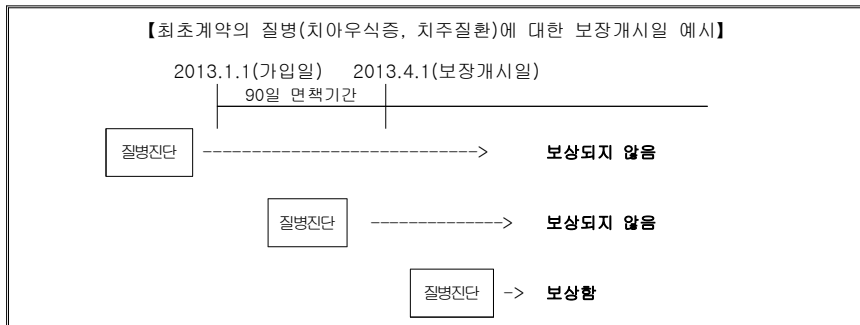 【최초계약의 질병(치아우식증, 치주질환)에 대한 보장개시일 예시】
2013.1.1(가입일) 2013.4.1(보장개시일)
90일 면책기간
질병진단 ----------------------------> 보상되지 않음
질병진단 --------------> 보상되지 않음
질병진단 -> 보상함